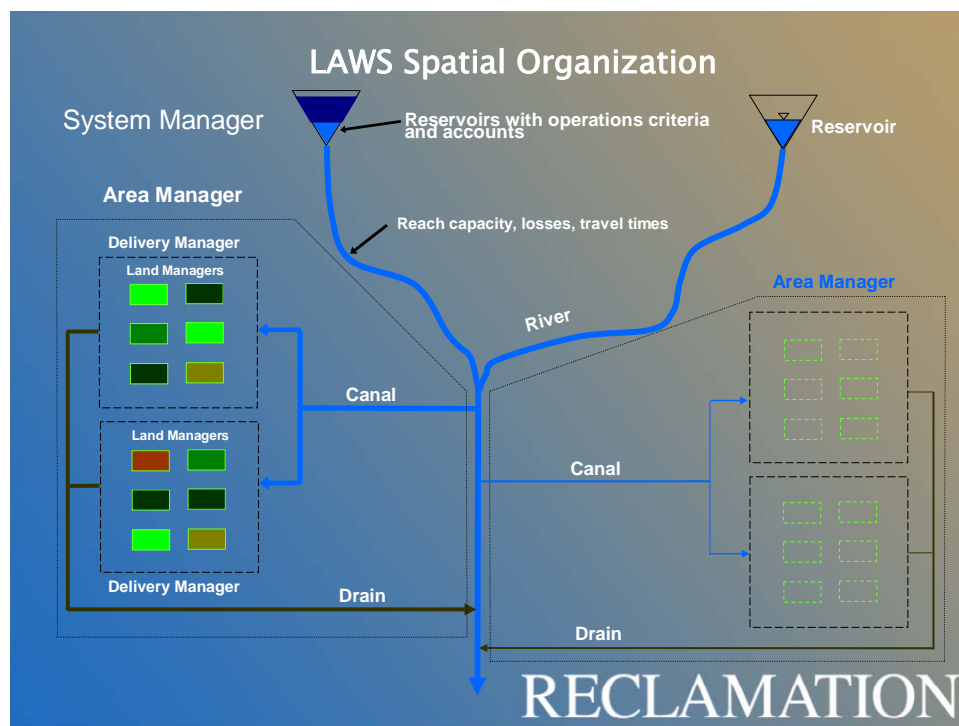 LAWS Spatial Organization
System Manager
Reservoirs with operations criteria
and accounts
Reservoir
Area Manager
Reach capacity, losses, travel times
Delivery Manager
Land Managers
Area Manager
River
Canal
Land Managers
Canal
Delivery Manager
Drain
Drain
RECLAMATION